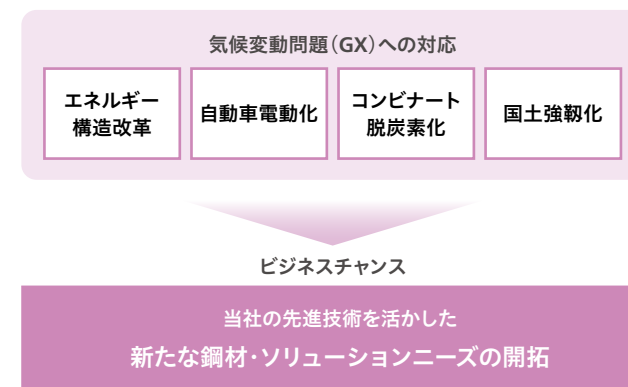 気候変動問題（GX）への対応
エネルギー
構造改革
自動車電動化
コンビナート
脱炭素化
国土強靱化
ビジネスチャンス
当社の先進技術を活かした
新たな鋼材・ソリューションニーズの開拓